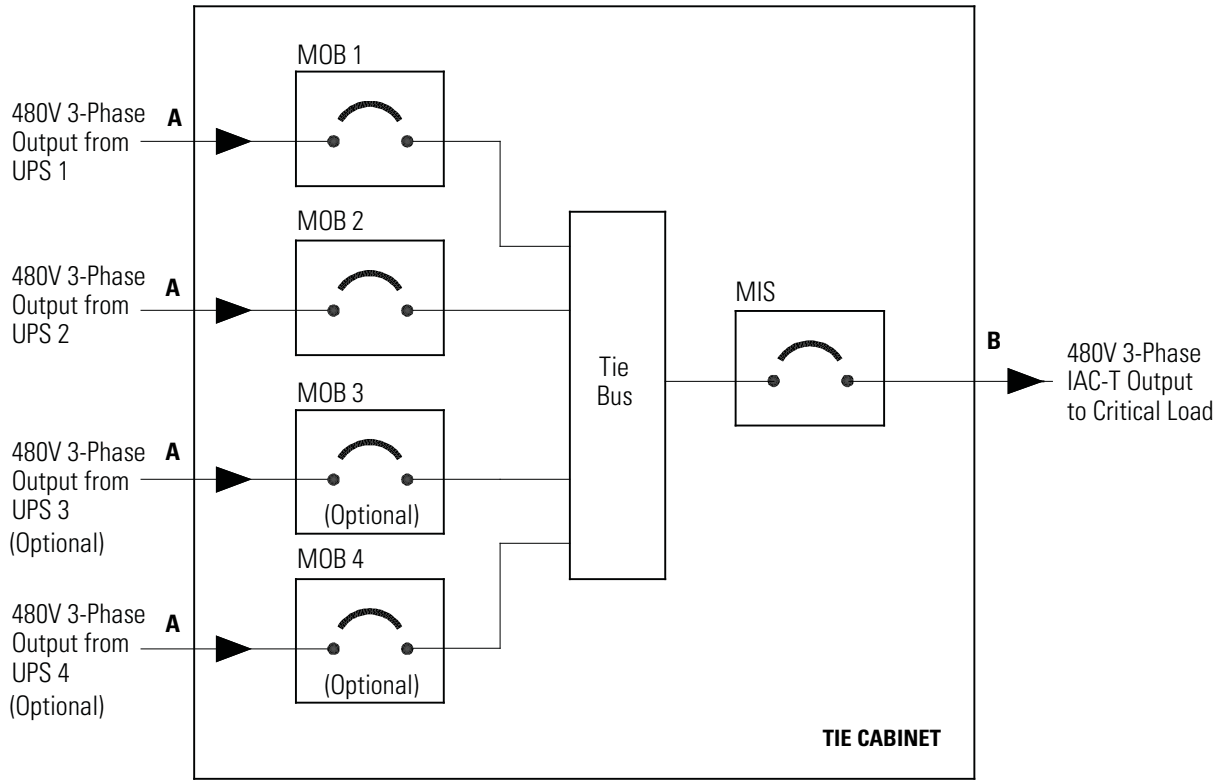 MOB 1
480V 3-Phase
Output from
UPS 1
A
MOB 2
480V 3-Phase
Output from
UPS 2
A
MOB 3
480V 3-Phase
Output from
UPS 3
(Optional)
A
(Optional)
MOB 4
480V 3-Phase
Output from
UPS 4
(Optional)
A
(Optional)
Tie
Bus
MIS
B
480V 3-Phase
IAC-T Output
to Critical Load
TIE CABINET